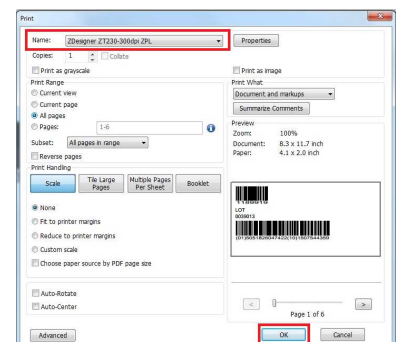 Print
Name: ZDesigner ZT230-300dpi ZPL Properties
Copies: 1 Collate
Print as grayscale Print as image
Print Range
Current view
Current page
All pages
Pages: 1-6
Subset: All pages in range
Reverse pages
Print What
Document and markups
Summarize Comments
Preview
Zoom: 100%
Document: 8.3 x 11.7 inch
Paper: 4.1 x 2.0 inch
Print Handling
Scale
Tile Large Pages
Multiple Pages Per Sheet
Booklet
None
Fit to printer margins
Reduce to printer margins
Custom scale
Choose paper source by PDF page size
LOT
0039013
Auto-Rotate
Auto-Center
< >
Page 1 of 6
Advanced OK Cancel